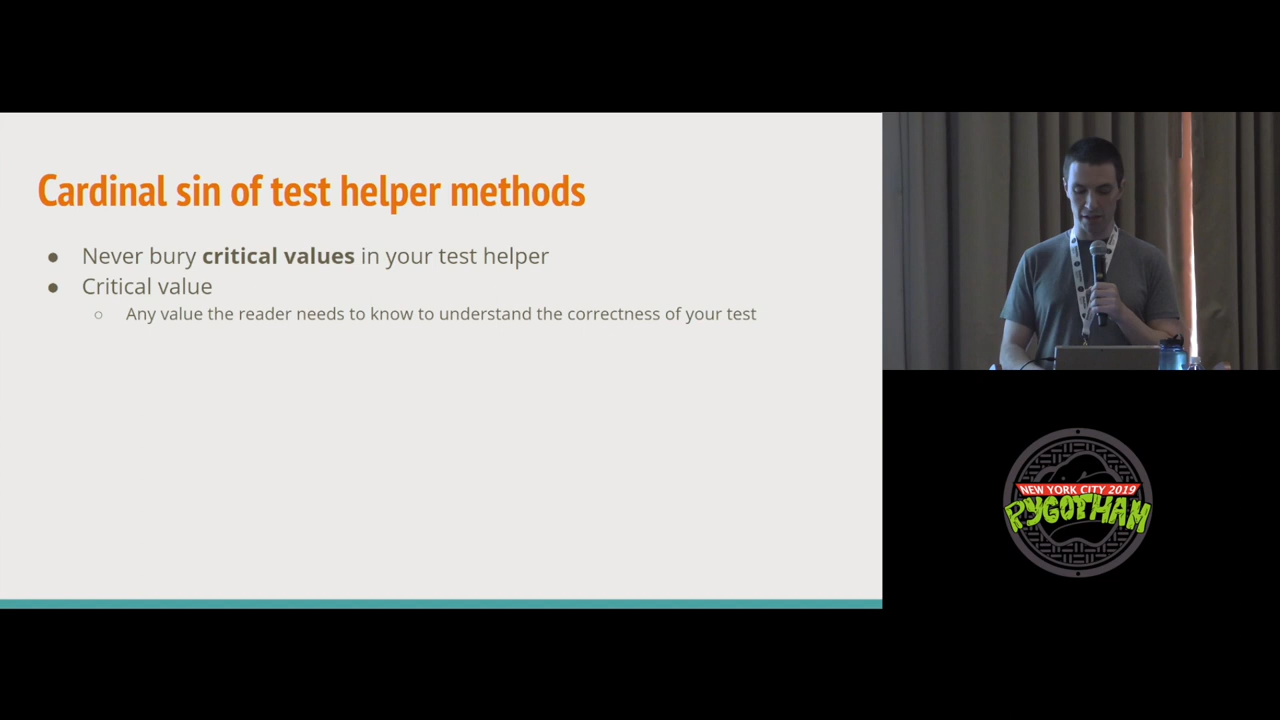 Cardinal sin of test helper methods
● Never bury critical values in your test helper
● Critical value
○ Any value the reader needs to know to understand the correctness of your test
NEW YORK CITY 2019
PYGOTHAM